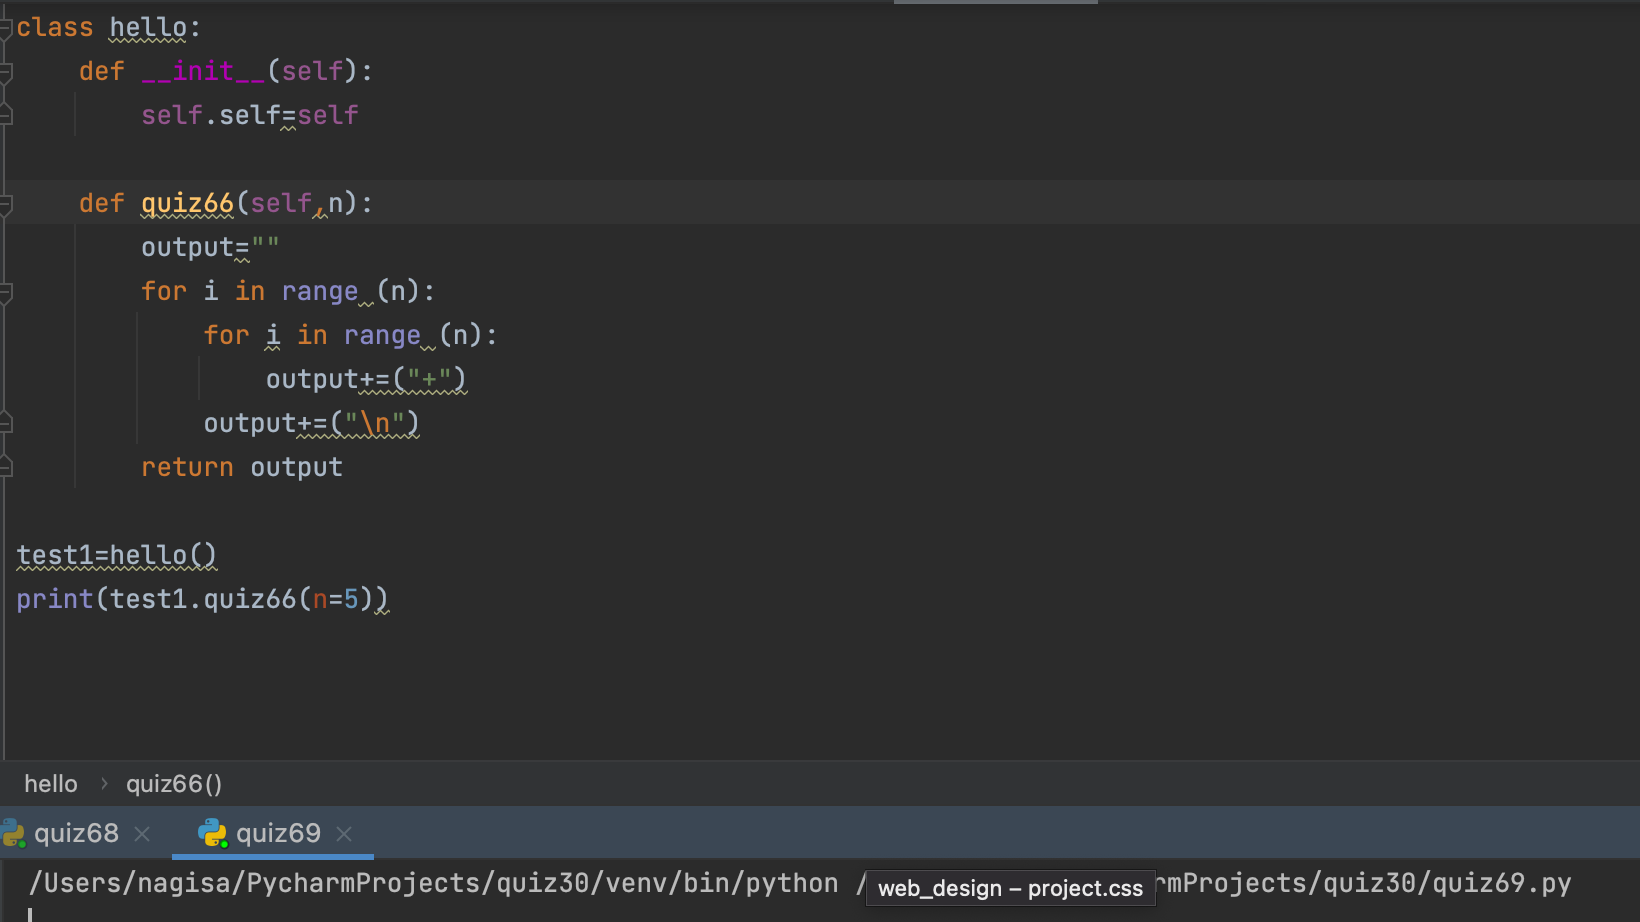 class hello:
    def __init__(self):
        self.self=self
    def quiz66(self,n):
        output=""
        for i in range (n):
            for i in range (n):
                output+=("+")
            output+=("\n")
        return output
test1=hello()
print(test1.quiz66(n=5))
hello › quiz66()
quiz68 × quiz69 ×
/Users/nagisa/PycharmProjects/quiz30/venv/bin/python / web_design – project.css rmProjects/quiz30/quiz69.py